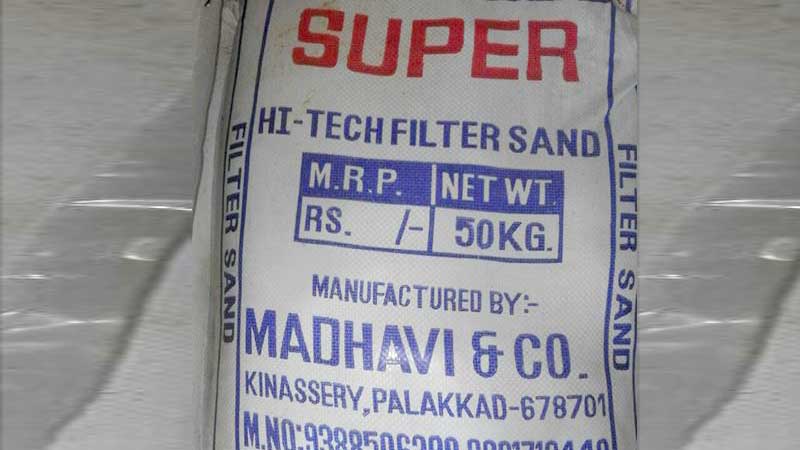 SUPER
HI-TECH FILTER SAND
M.R.P. NET WT.
RS. /- 50KG.
MANUFACTURED BY:-
MADHAVI & CO.
KINASSERY, PALAKKAD-678701
M.NO:
FILTER SAND
FILTER SAND